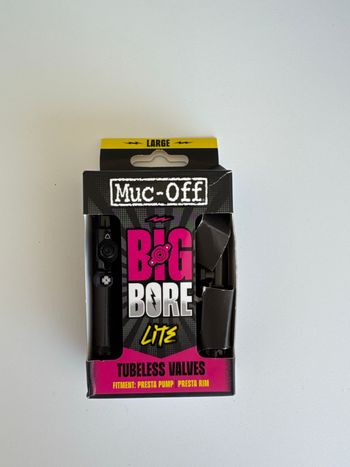 LARGE
Muc-Off
BIG
BORE
LITE
TUBELESS VALVES
FITMENT: PRESTA PUMP PRESTA RIM